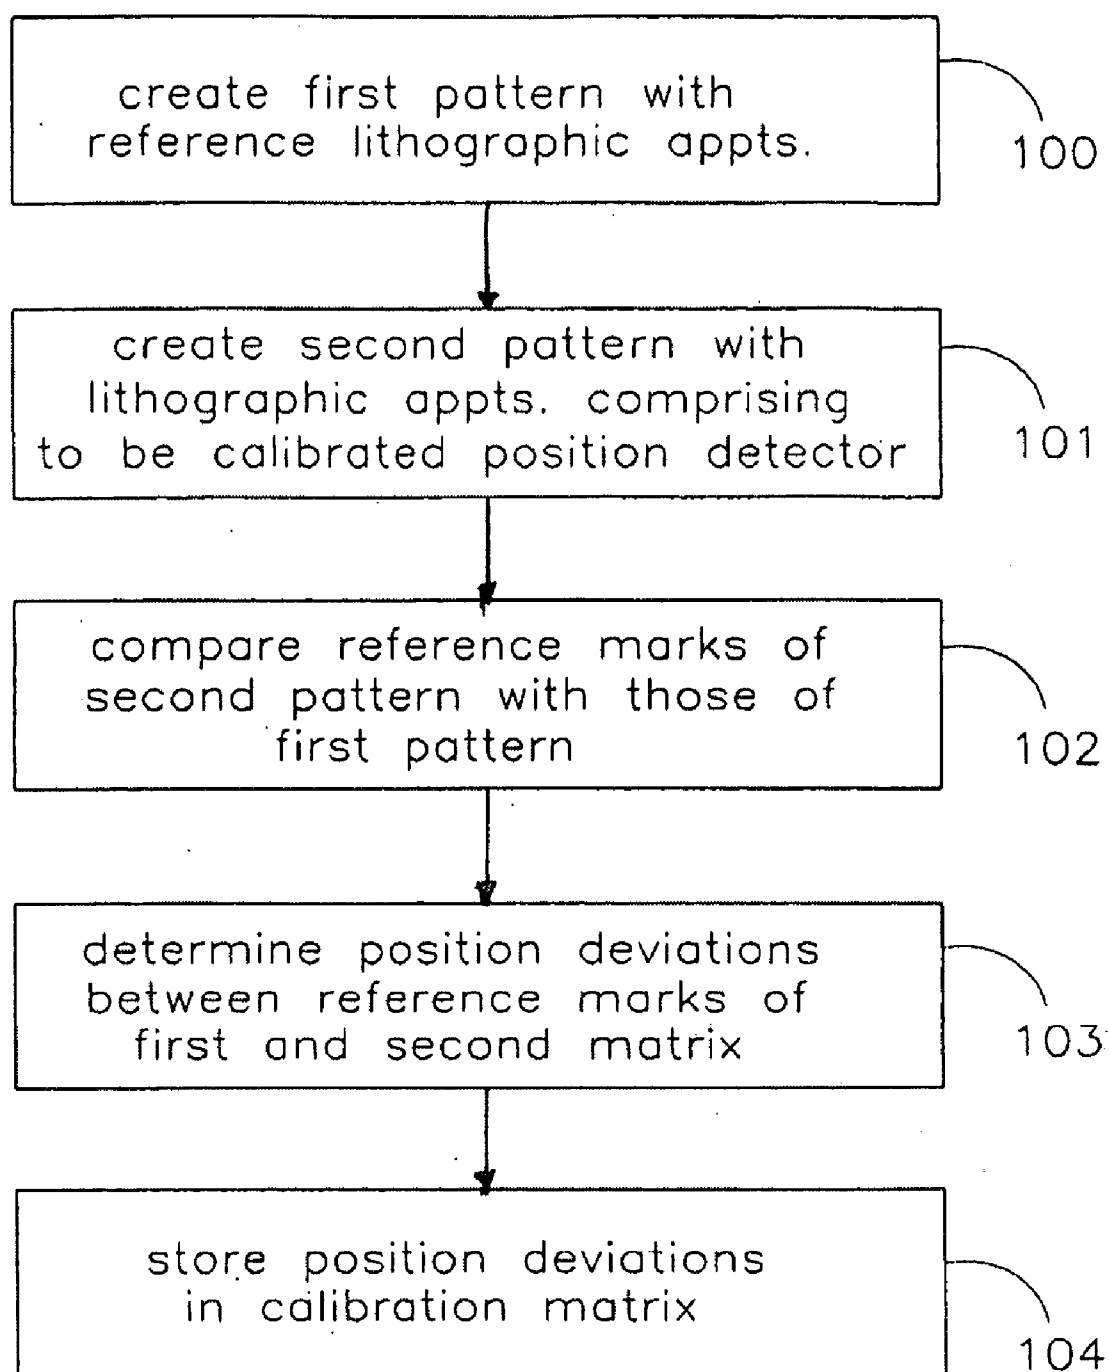 create first pattern with
reference lithographic appts.
100
create second pattern with
lithographic appts. comprising
to be calibrated position detector
101
compare reference marks of
second pattern with those of
first pattern
102
determine position deviations
between reference marks of
first and second matrix
103
store position deviations
in calibration matrix
104